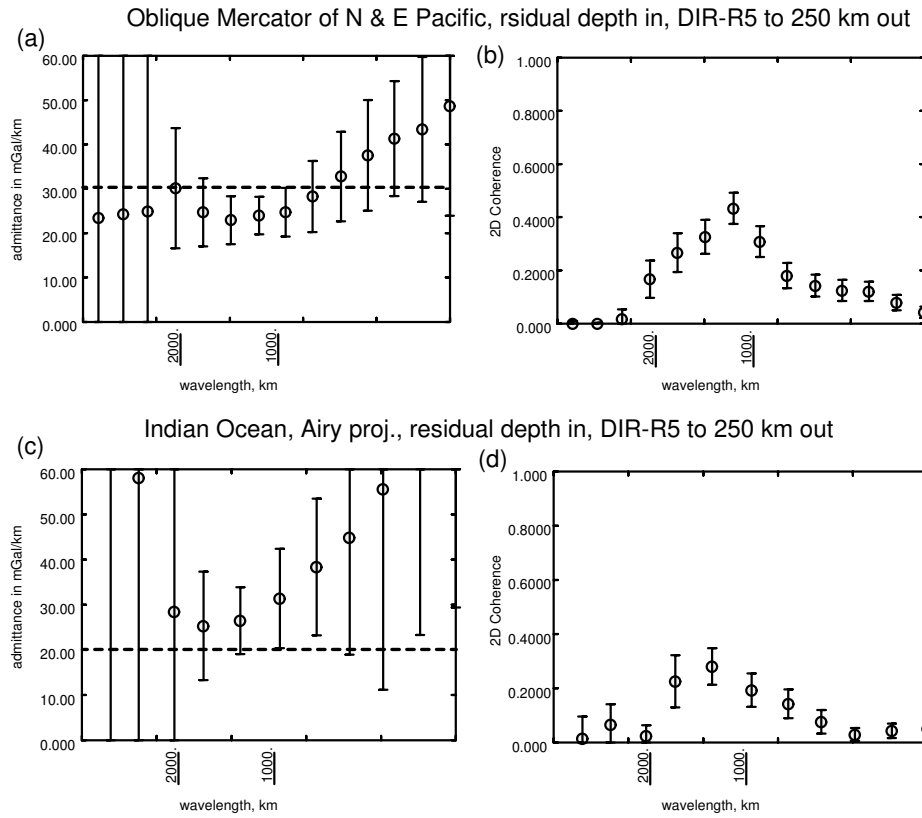 Oblique Mercator of N & E Pacific, rsidual depth in, DIR-R5 to 250 km out
(a)
60.00
50.00
40.00
30.00
20.00
10.00
0.000
admittance in mGal/km
2000.
1000.
wavelength, km
(b)
1.000
0.8000
0.6000
0.4000
0.2000
0.000
2D Coherence
2000.
1000.
wavelength, km
Indian Ocean, Airy proj., residual depth in, DIR-R5 to 250 km out
(c)
60.00
50.00
40.00
30.00
20.00
10.00
0.000
admittance in mGal/km
2000.
1000.
wavelength, km
(d)
1.000
0.8000
0.6000
0.4000
0.2000
0.000
2D Coherence
2000.
1000.
wavelength, km